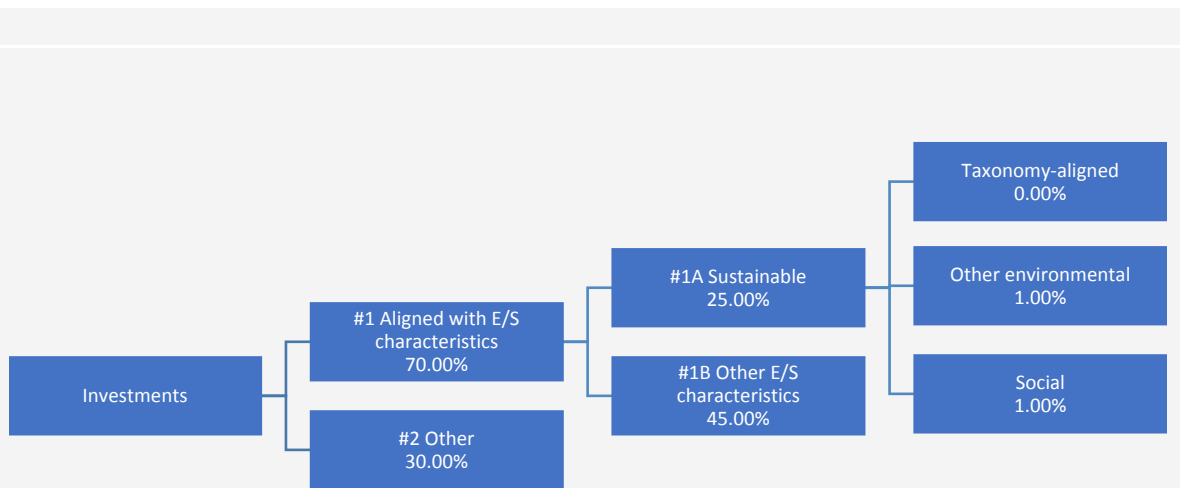 Investments
#1 Aligned with E/S
characteristics
70.00%
#2 Other
30.00%
#1A Sustainable
25.00%
#1B Other E/S
characteristics
45.00%
Taxonomy-aligned
0.00%
Other environmental
1.00%
Social
1.00%